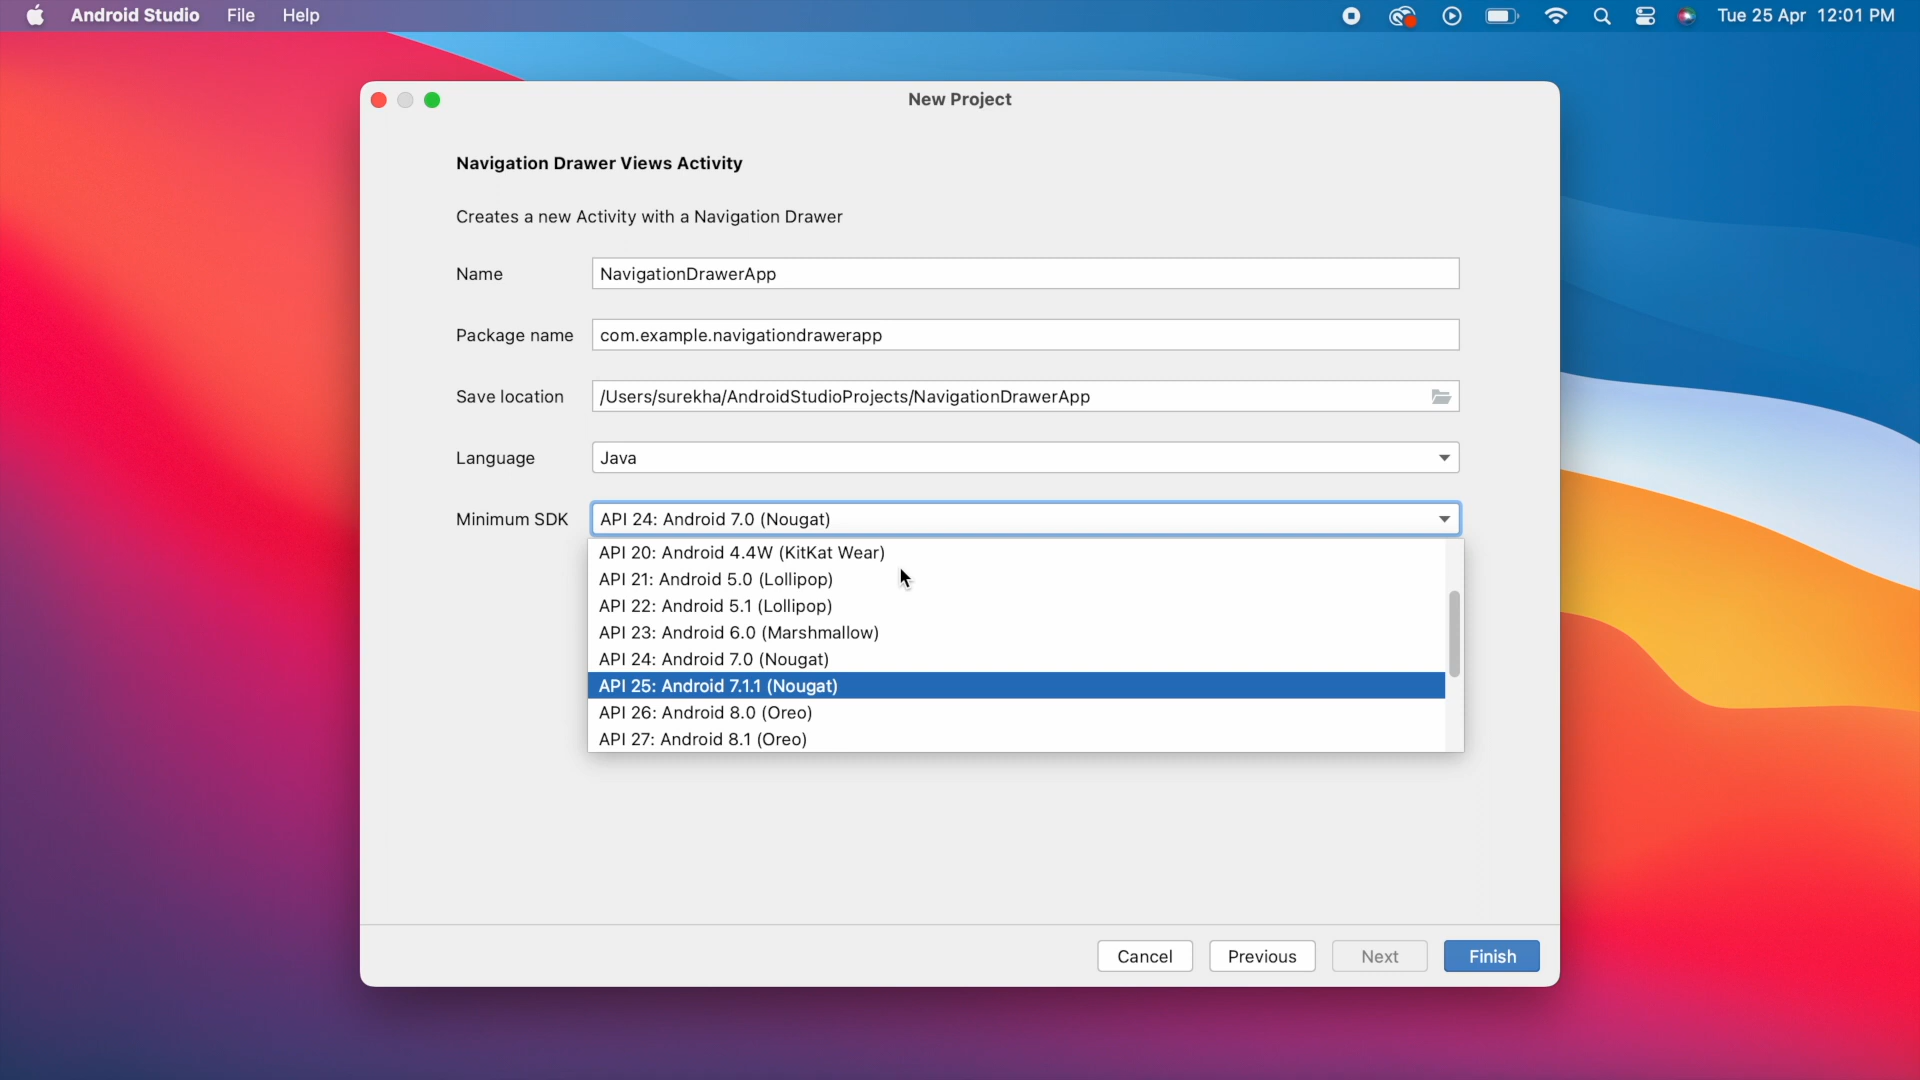 Android Studio File Help Tue 25 Apr 12:01 PM
New Project
Navigation Drawer Views Activity
Creates a new Activity with a Navigation Drawer
Name NavigationDrawerApp
Package name com.example.navigationdrawerapp
Save location /Users/surekha/AndroidStudioProjects/NavigationDrawerApp
Language Java
Minimum SDK API 24: Android 7.0 (Nougat)
API 20: Android 4.4W (KitKat Wear)
API 21: Android 5.0 (Lollipop)
API 22: Android 5.1 (Lollipop)
API 23: Android 6.0 (Marshmallow)
API 24: Android 7.0 (Nougat)
API 25: Android 7.1.1 (Nougat)
API 26: Android 8.0 (Oreo)
API 27: Android 8.1 (Oreo)
Cancel Previous Next Finish